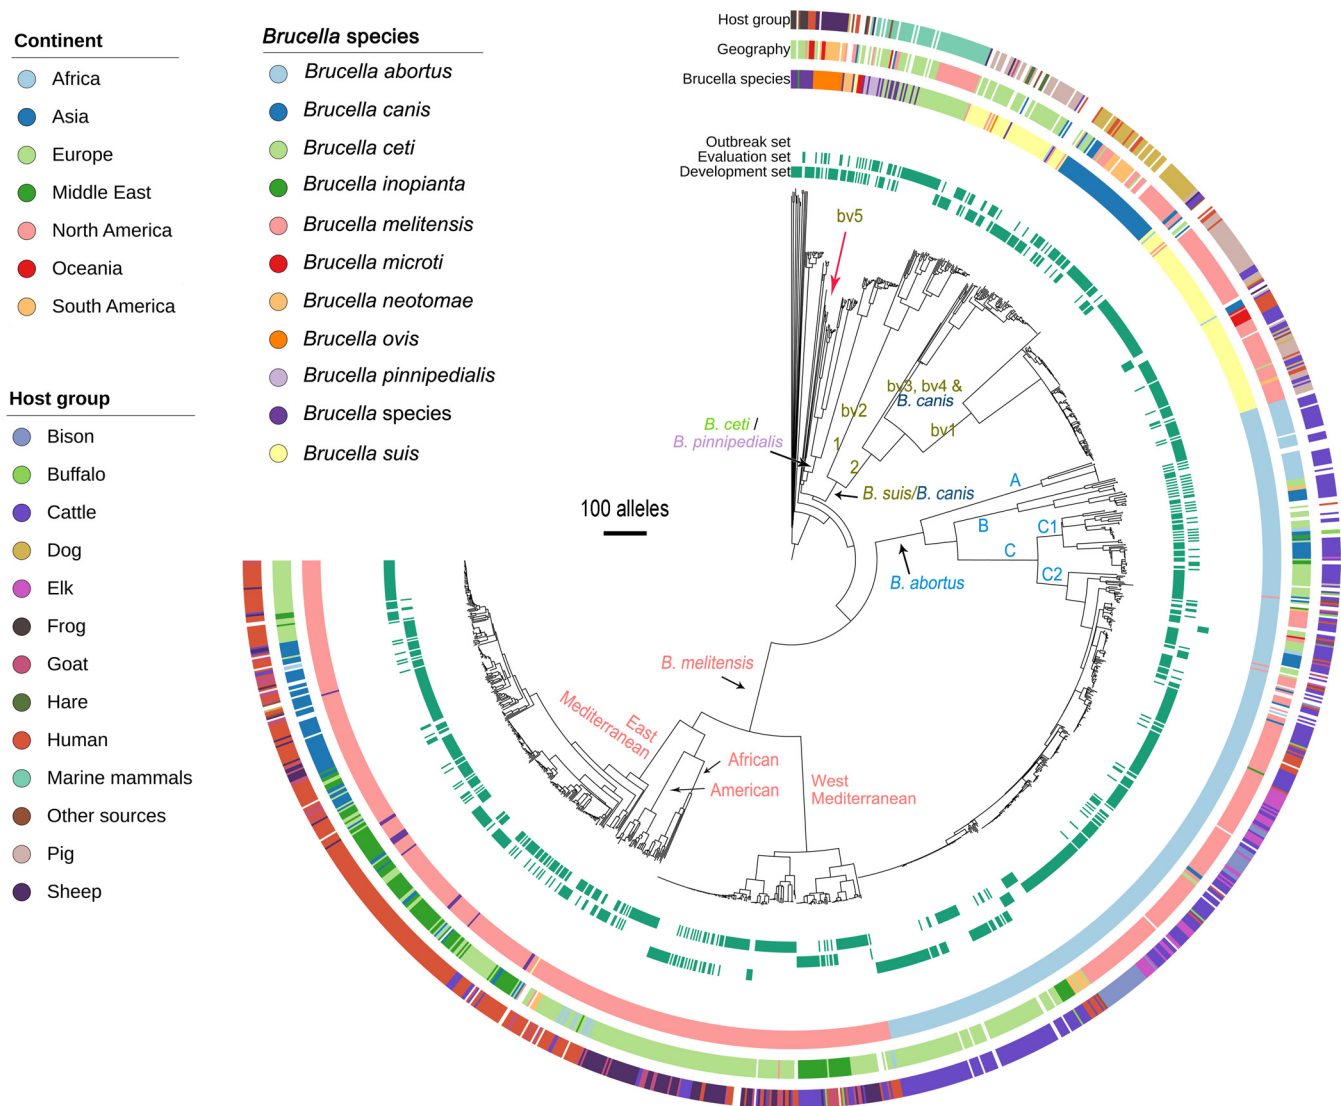 Continent
Africa
Asia
Europe
Middle East
North America
Oceania
South America
Host group
Bison
Buffalo
Cattle
Dog
Elk
Frog
Goat
Hare
Human
Marine mammals
Other sources
Pig
Sheep
Brucella species
Brucella abortus
Brucella canis
Brucella ceti
Brucella inopianta
Brucella melitensis
Brucella microti
Brucella neotomae
Brucella ovis
Brucella pinnipedialis
Brucella species
Brucella suis
Host group
Geography
Brucella species
Outbreak set
Evaluation set
Development set
bv5
bv3, bv4 &
B. canis
bv2
bv1
1
2
B. ceti /
B. pinnipedialis
B. suis/B. canis
100 alleles
A
B
C1
C
C2
B. abortus
B. melitensis
East
Mediterranean
African
American
West
Mediterranean